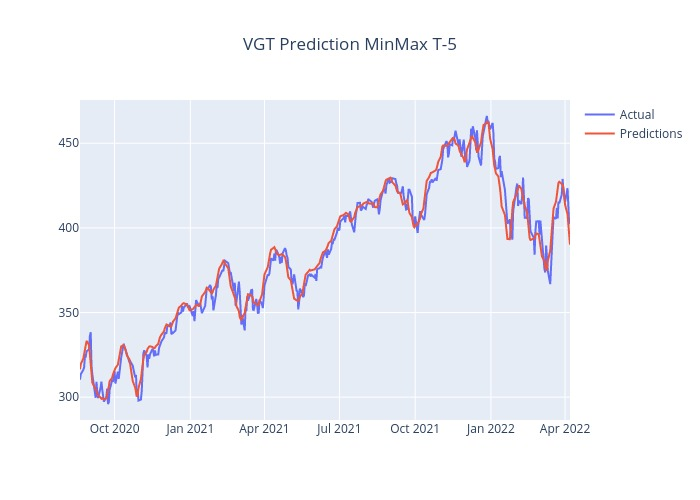 VGT Prediction MinMax T-5
Actual
Predictions
450
400
350
300
Oct 2020
Jan 2021
Apr 2021
Jul 2021
Oct 2021
Jan 2022
Apr 2022